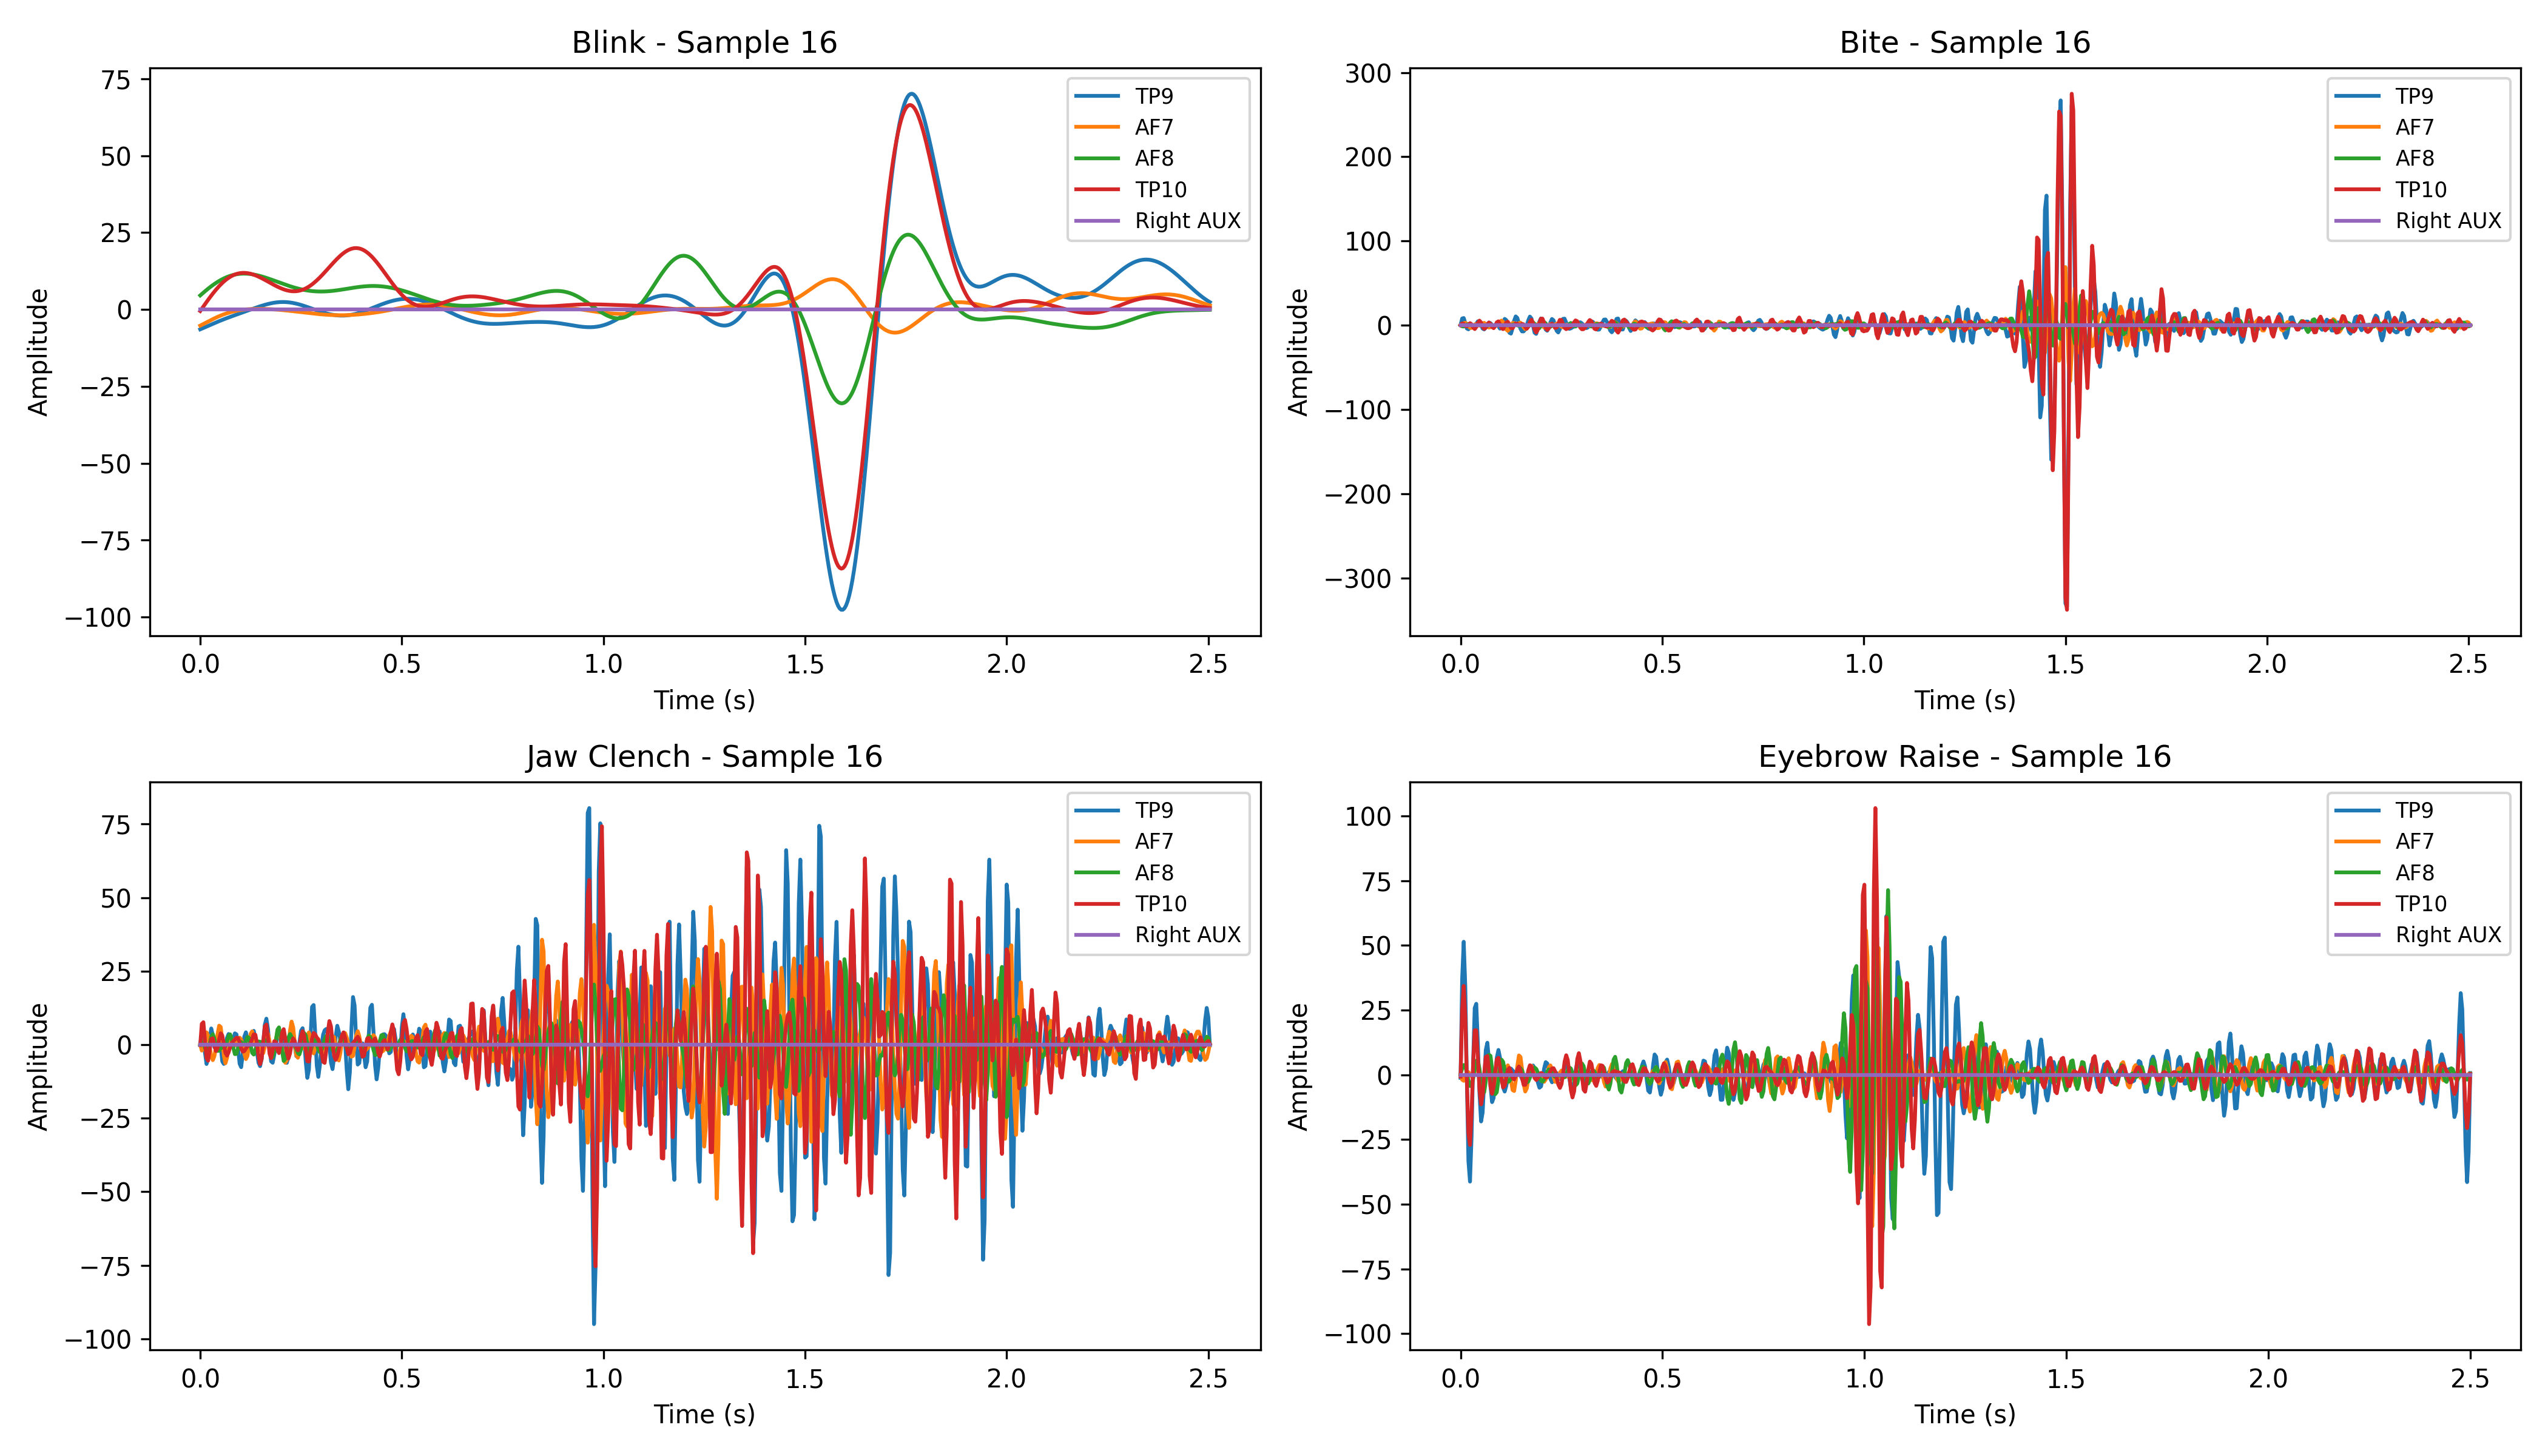 Blink - Sample 16
75
50
25
0
−25
−50
−75
−100
Amplitude
TP9
AF7
AF8
TP10
Right AUX
0.0 0.5 1.0 1.5 2.0 2.5
Time (s)
Bite - Sample 16
300
200
100
0
−100
−200
−300
Amplitude
TP9
AF7
AF8
TP10
Right AUX
0.0 0.5 1.0 1.5 2.0 2.5
Time (s)
Jaw Clench - Sample 16
75
50
25
0
−25
−50
−75
−100
Amplitude
TP9
AF7
AF8
TP10
Right AUX
0.0 0.5 1.0 1.5 2.0 2.5
Time (s)
Eyebrow Raise - Sample 16
100
75
50
25
0
−25
−50
−75
−100
Amplitude
TP9
AF7
AF8
TP10
Right AUX
0.0 0.5 1.0 1.5 2.0 2.5
Time (s)